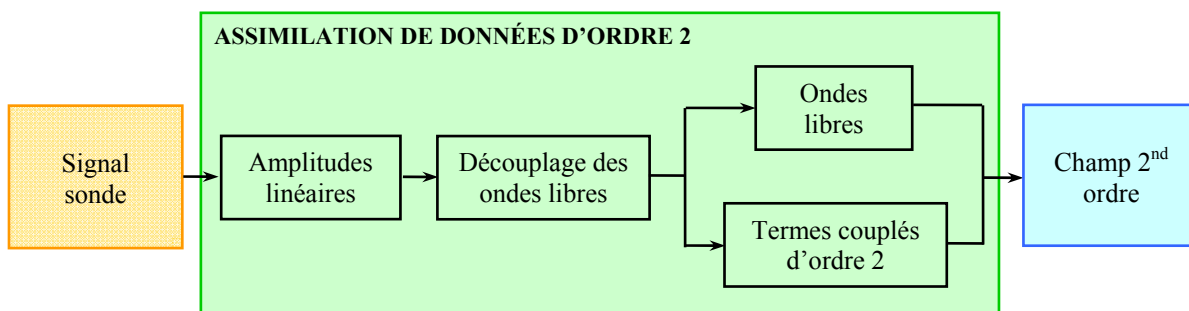 ASSIMILATION DE DONNÉES D’ORDRE 2
Signal
sonde
Amplitudes
linéaires
Découplage des
ondes libres
Ondes
libres
Termes couplés
d’ordre 2
Champ 2nd
ordre